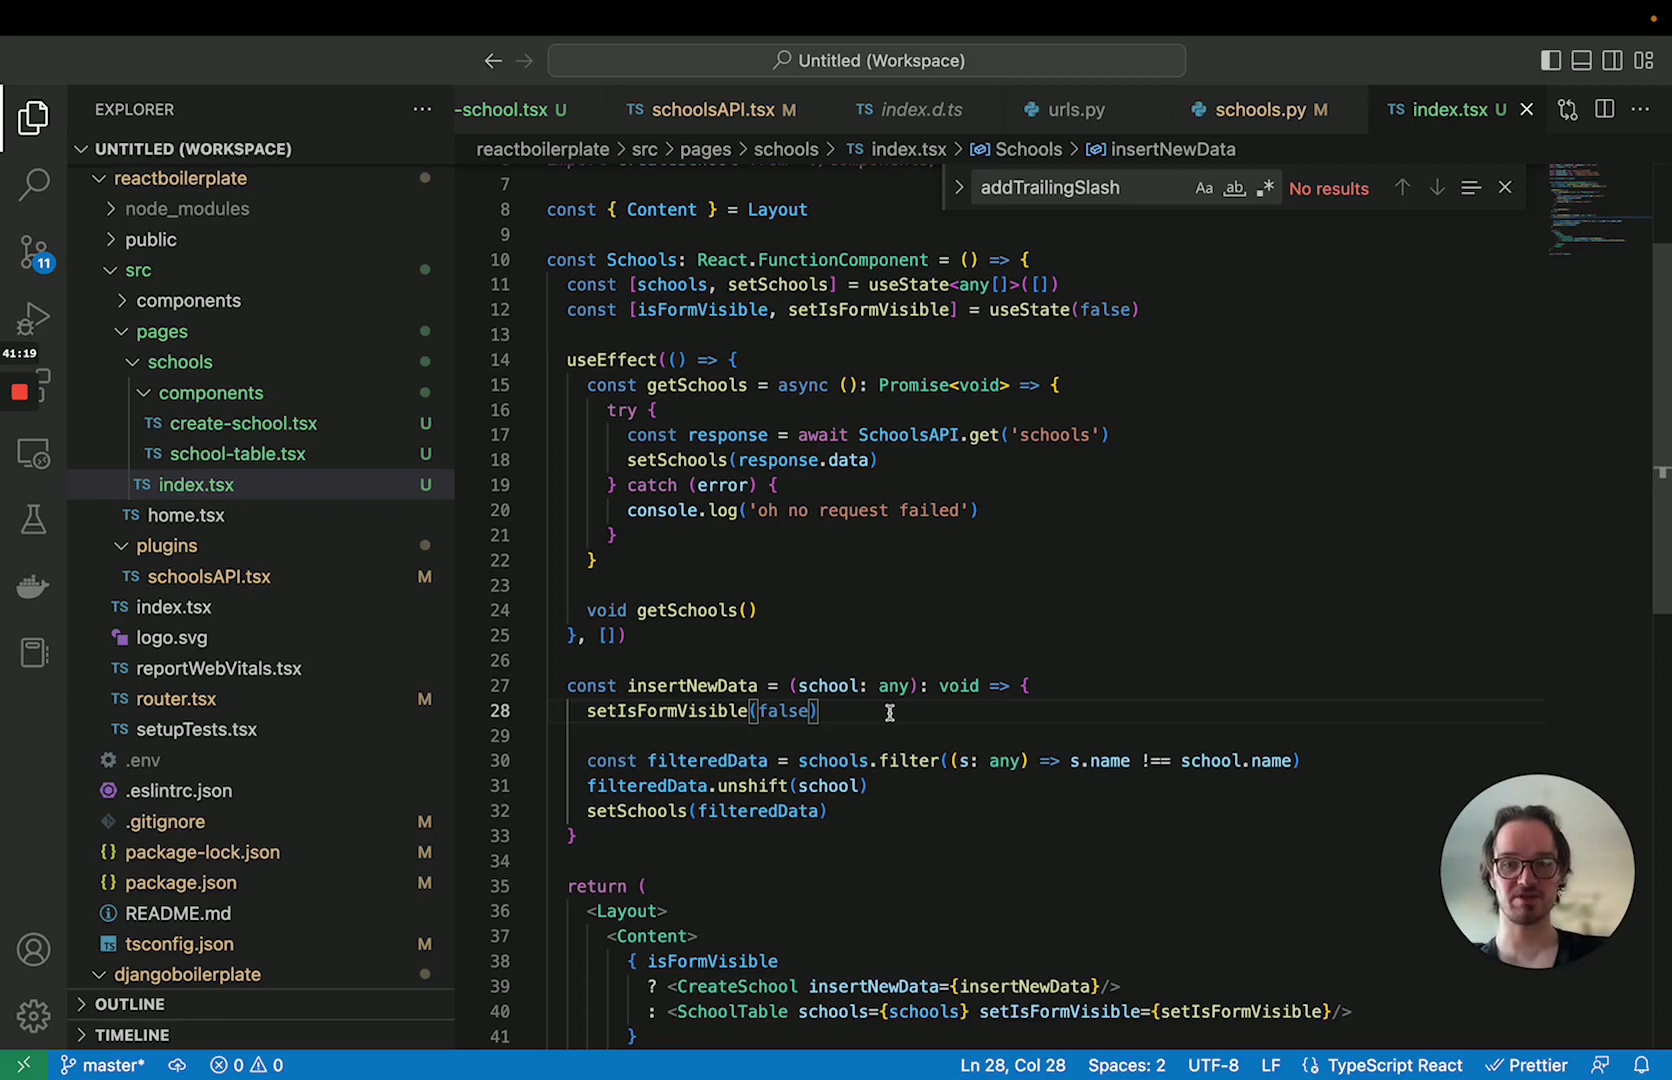 Untitled (Workspace)
EXPLORER
-school.tsx U
TS schoolsAPI.tsx M
TS index.d.ts
urls.py
schools.py M
TS index.tsx U
UNTITLED (WORKSPACE)
reactboilerplate > src > pages > schools > TS index.tsx > Schools > insertNewData
addTrailingSlash
Aa
ab
No results
reactboilerplate
node_modules
public
src
components
pages
schools
components
TS create-school.tsx U
TS school-table.tsx U
TS index.tsx U
TS home.tsx
plugins
TS schoolsAPI.tsx M
TS index.tsx
logo.svg
TS reportWebVitals.tsx
TS router.tsx M
TS setupTests.tsx
.env
.eslintrc.json
.gitignore M
{} package-lock.json M
{} package.json M
README.md
TS tsconfig.json M
djangoboilerplate
OUTLINE
TIMELINE
11
41:19
7
8 const { Content } = Layout
9
10 const Schools: React.FunctionComponent = () => {
11 const [schools, setSchools] = useState<any[]>([])
12 const [isFormVisible, setIsFormVisible] = useState(false)
13
14 useEffect(() => {
15 const getSchools = async (): Promise<void> => {
16 try {
17 const response = await SchoolsAPI.get('schools')
18 setSchools(response.data)
19 } catch (error) {
20 console.log('oh no request failed')
21 }
22 }
23
24 void getSchools()
25 }, [])
26
27 const insertNewData = (school: any): void => {
28 setIsFormVisible(false)
29
30 const filteredData = schools.filter((s: any) => s.name !== school.name)
31 filteredData.unshift(school)
32 setSchools(filteredData)
33 }
34
35 return (
36 <Layout>
37 <Content>
38 { isFormVisible
39 ? <CreateSchool insertNewData={insertNewData}/>
40 : <SchoolTable schools={schools} setIsFormVisible={setIsFormVisible}/>
41 }
master*
0
0
Ln 28, Col 28
Spaces: 2
UTF-8
LF
{} TypeScript React
Prettier